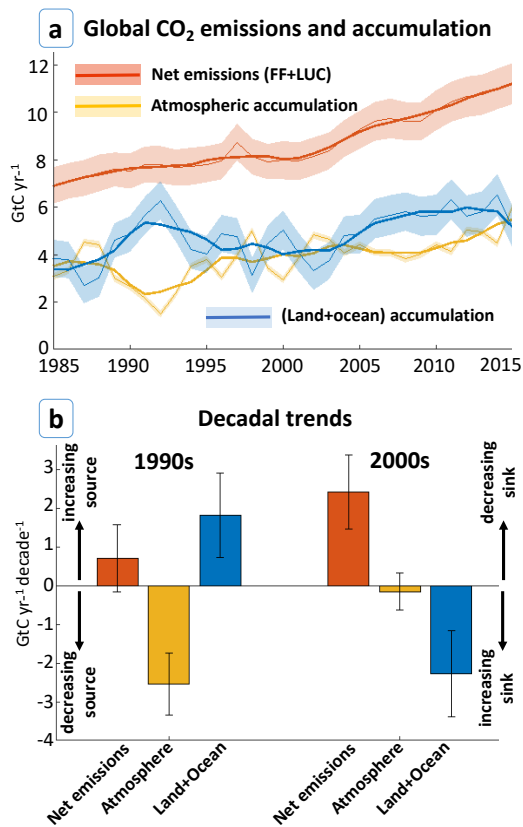 a Global CO₂ emissions and accumulation
12
10
8
6
4
2
0
GtC yr-¹
Net emissions (FF+LUC)
Atmospheric accumulation
(Land+ocean) accumulation
1985 1990 1995 2000 2005 2010 2015
b Decadal trends
1990s 2000s
3
2
1
0
-1
-2
-3
-4
GtC yr-¹ decade-¹
increasing
source
decreasing
source
decreasing
sink
increasing
sink
Net emissions
Atmosphere
Land+Ocean
Net emissions
Atmosphere
Land+Ocean